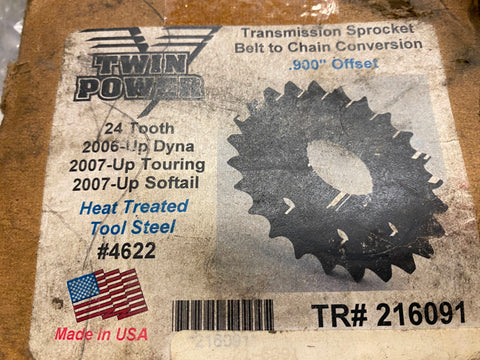 TWIN
POWER
Transmission Sprocket
Belt to Chain Conversion
.900" Offset
24 Tooth
2006-Up Dyna
2007-Up Touring
2007-Up Softail
Heat Treated
Tool Steel
#4622
Made in USA
216091
TR# 216091